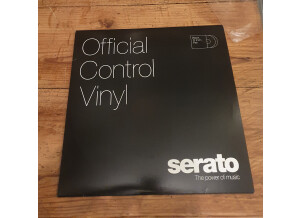 Official
Control
Vinyl
serato
The power of music